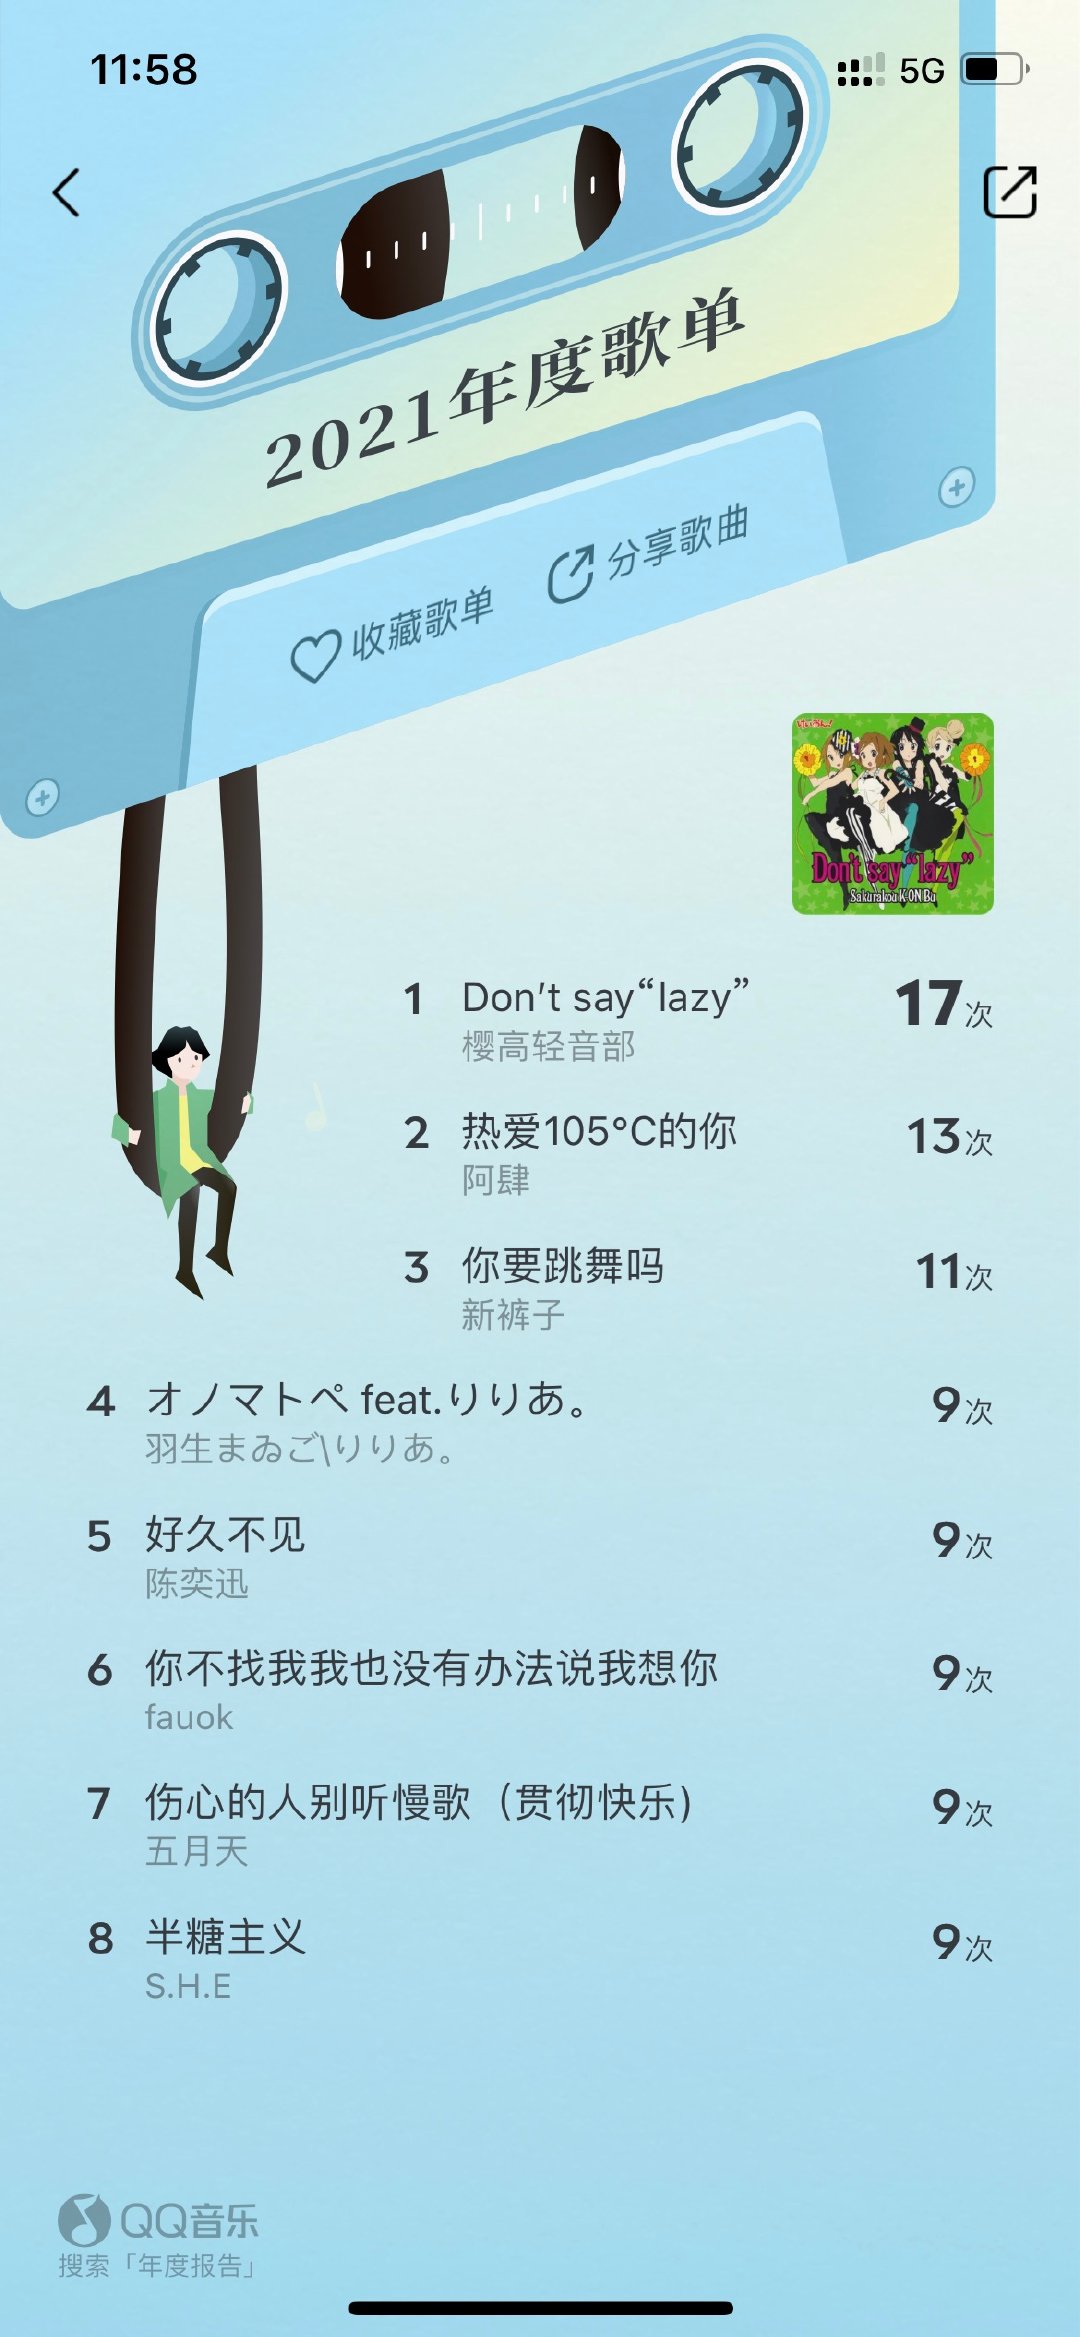 11:58
5G
2021年度歌单
收藏歌单
分享歌曲
Don't say "lazy"
Sakurakou K-ON Bu
1 Don't say“lazy” 17次
樱高轻音部
2 热爱105°C的你 13次
阿肆
3 你要跳舞吗 11次
新裤子
4 オノマトペ feat.りりあ。 9次
羽生まゐご\りりあ。
5 好久不见 9次
陈奕迅
6 你不找我我也没有办法说我想你 9次
fauok
7 伤心的人别听慢歌（贯彻快乐） 9次
五月天
8 半糖主义 9次
S.H.E
QQ音乐
搜索「年度报告」